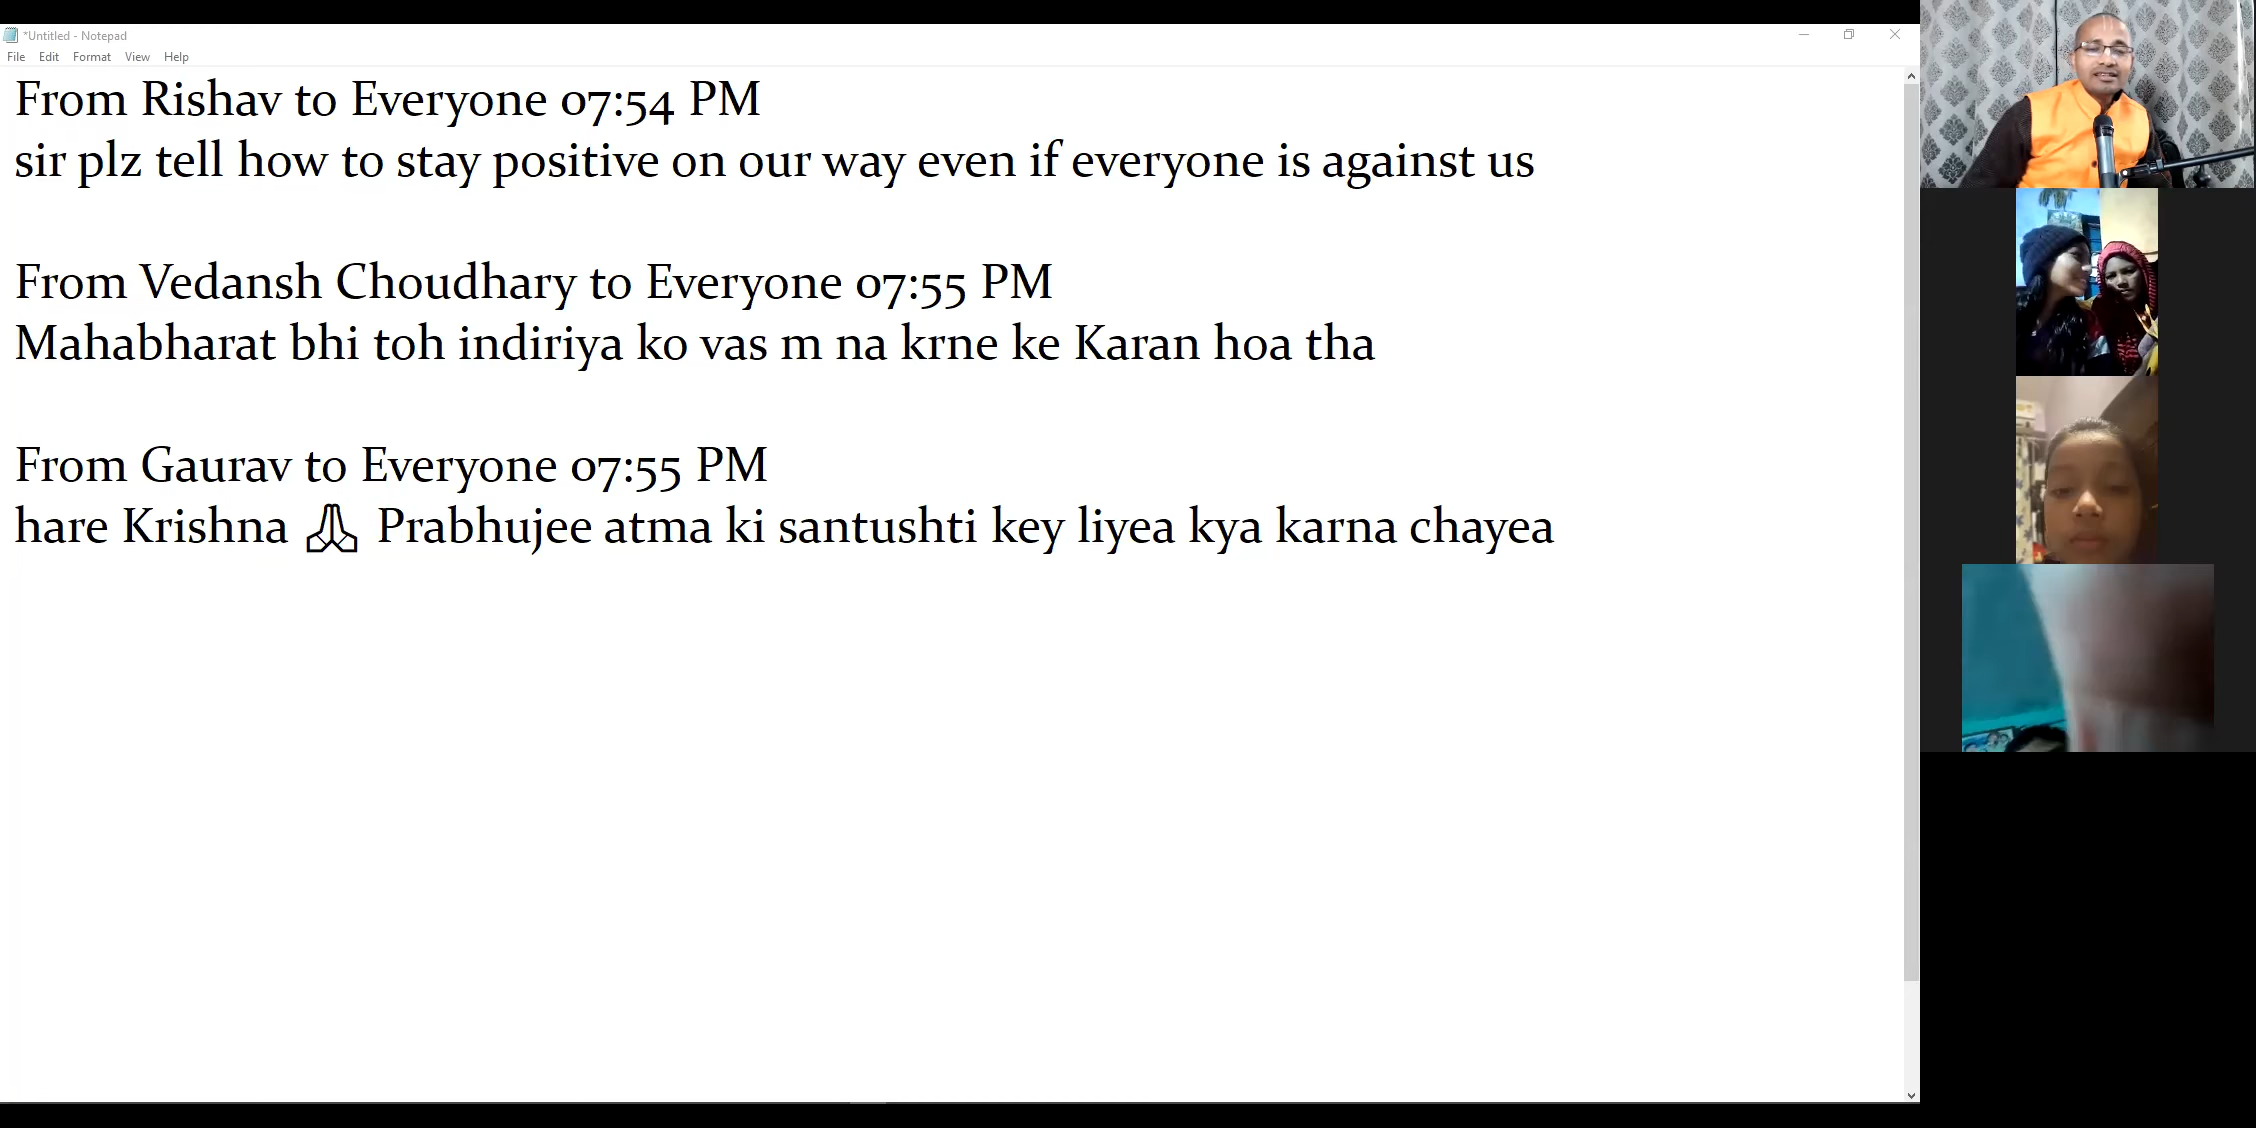 *Untitled - Notepad
File Edit Format View Help
From Rishav to Everyone 07:54 PM
sir plz tell how to stay positive on our way even if everyone is against us
From Vedansh Choudhary to Everyone 07:55 PM
Mahabharat bhi toh indiriya ko vas m na krne ke Karan hoa tha
From Gaurav to Everyone 07:55 PM
hare Krishna 🙏 Prabhujee atma ki santushti key liyea kya karna chayea